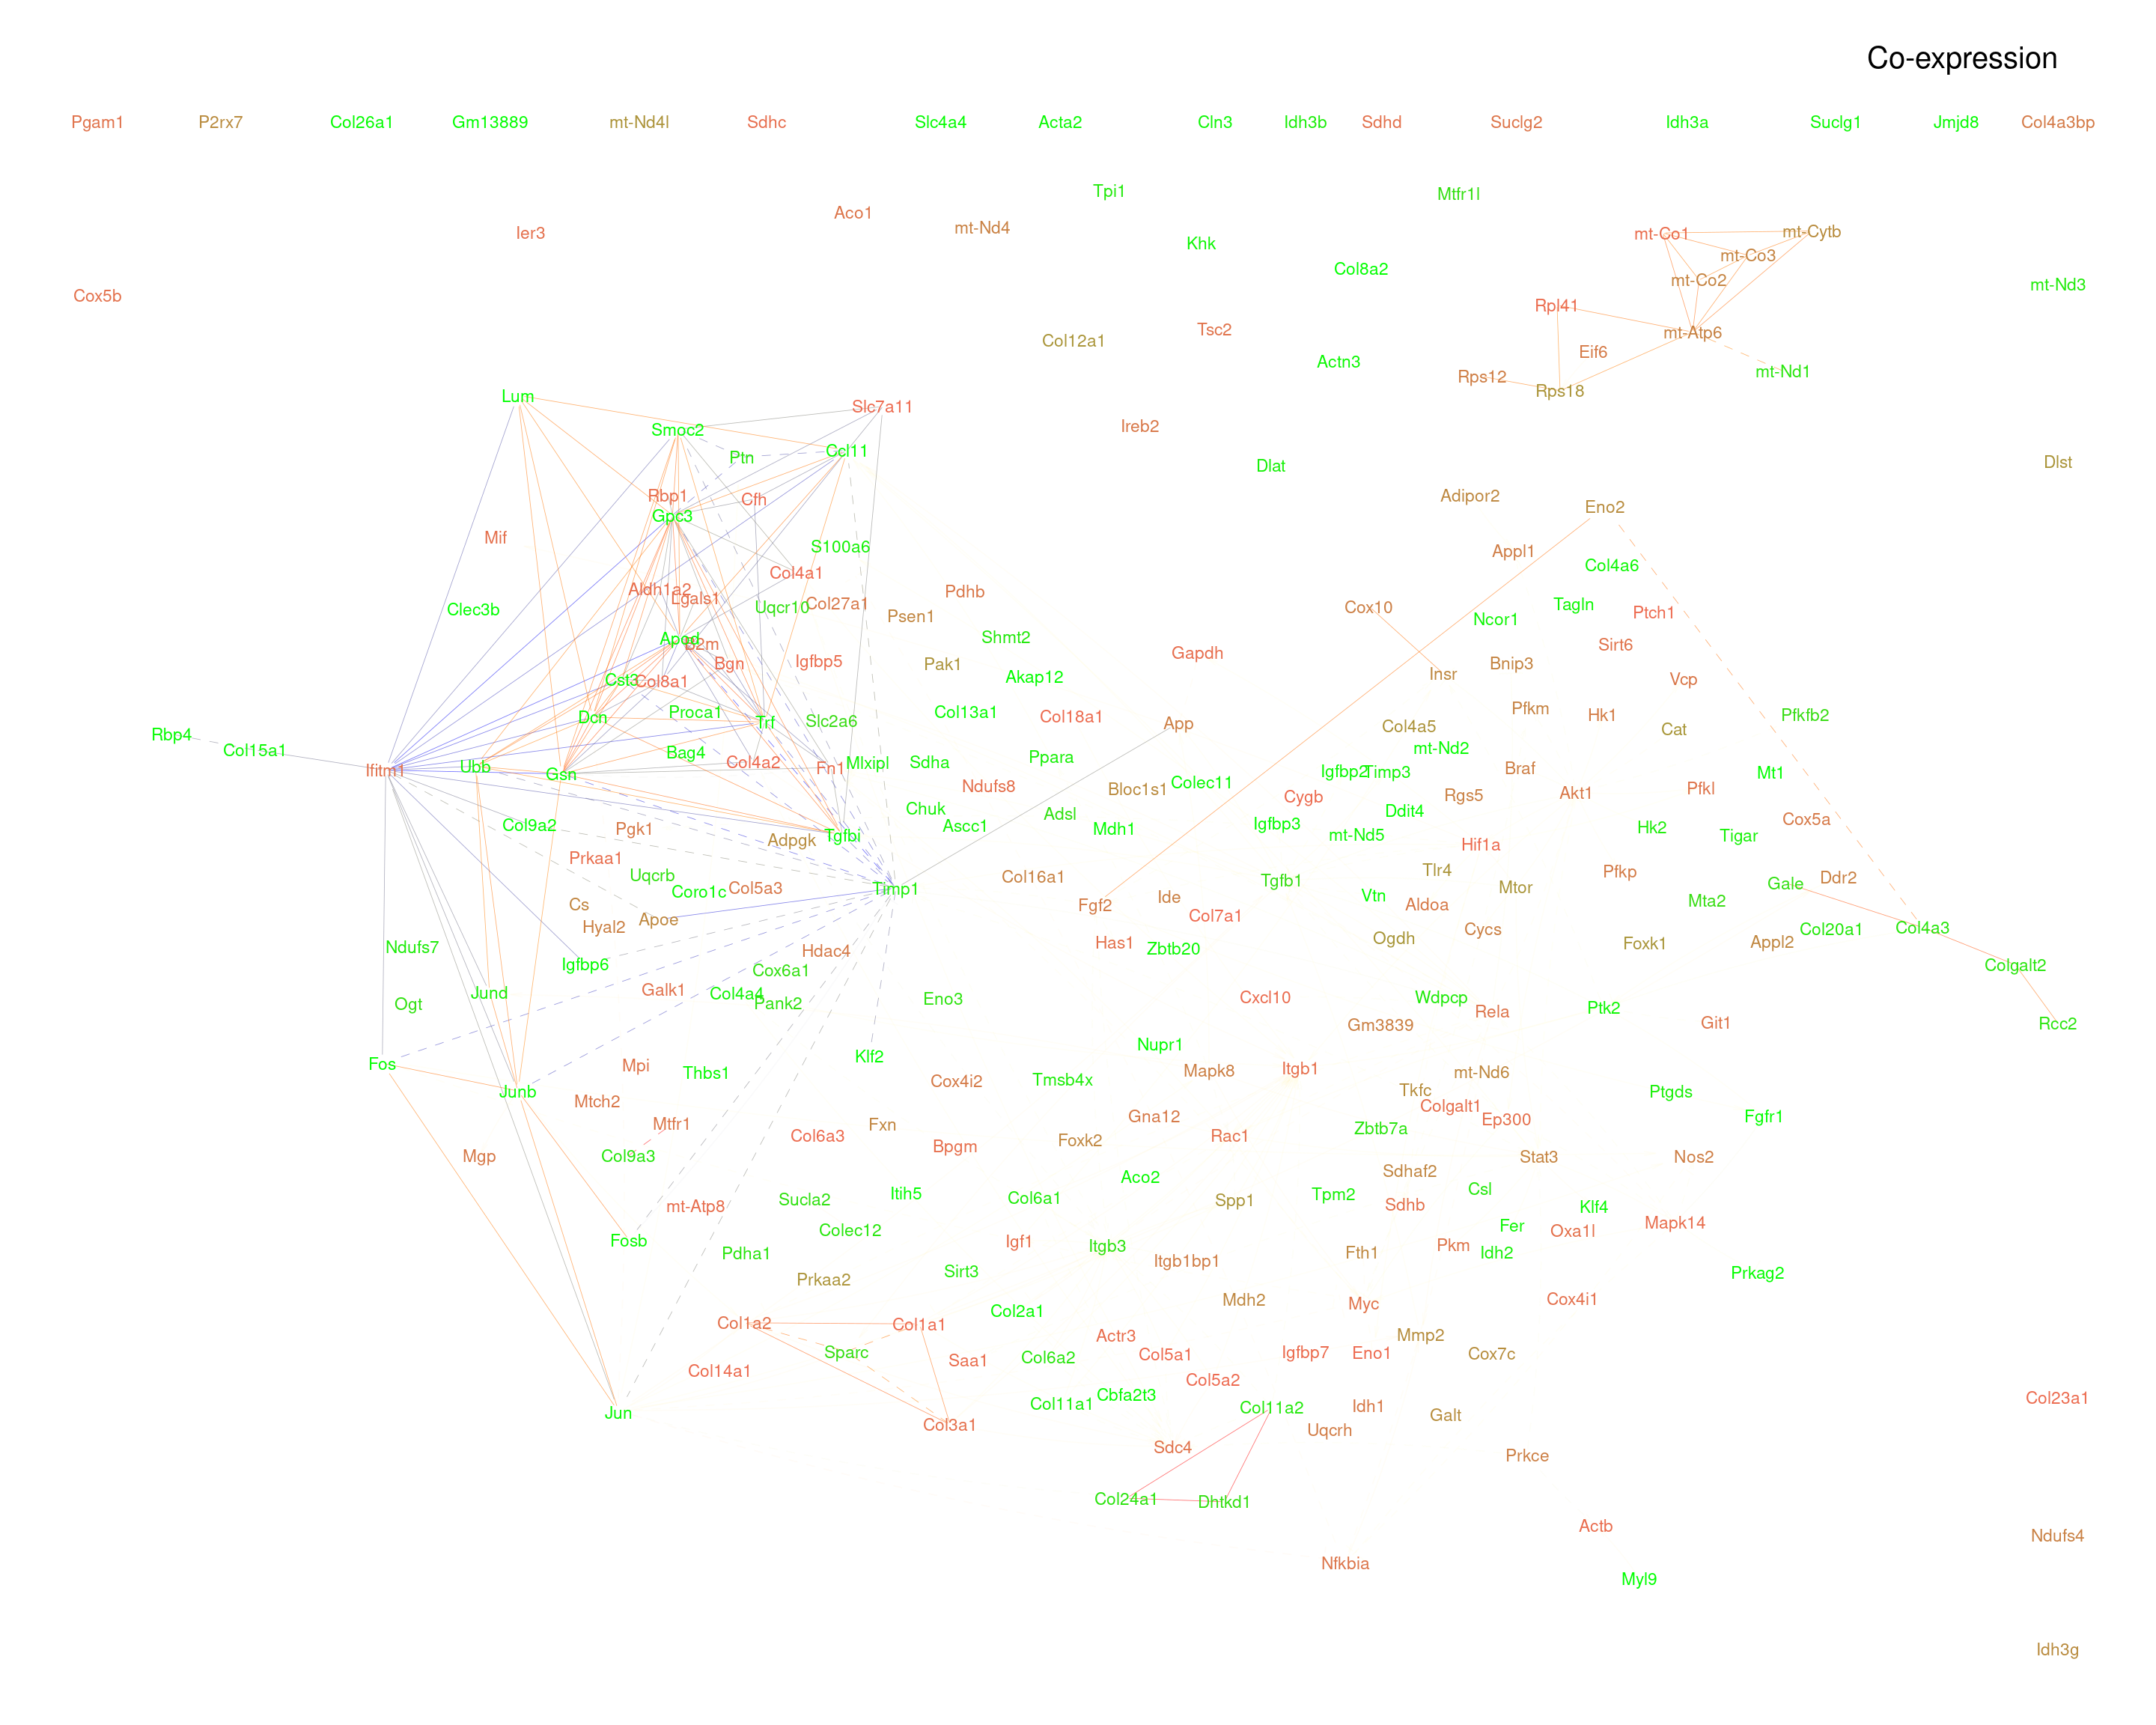 Co-expression
Pgam1 P2rx7 Col26a1 Gm13889 mt-Nd4l Sdhc Slc4a4 Acta2 Cln3 Idh3b Sdhd Suclg2 Idh3a Suclg1 Jmjd8 Col4a3bp
Tpi1 Mtfr1l
Ier3 Aco1 mt-Nd4 Khk mt-Co1 mt-Cytb
mt-Co3
Col8a2 mt-Co2 mt-Nd3
Cox5b Rpl41
Col12a1 Tsc2 mt-Atp6
Actn3 Eif6 mt-Nd1
Rps12 Rps18
Lum Slc7a11
Smoc2 Ireb2
Ptn Ccl11 Dlat Dlst
Rbp1 Cfh Adipor2 Eno2
Gpc3
Mif S100a6 Appl1 Col4a6
Col4a1
Aldh1a2 Lgals1 Pdhb
Clec3b Uqcr10 Col27a1 Psen1 Cox10 Ncor1 Tagln Ptch1
Apod B2m Shmt2 Sirt6
Bgn Igfbp5 Pak1 Gapdh Bnip3
Cst3 Col8a1 Akap12 Insr Vcp
Dcn Proca1 Trf Slc2a6 Col13a1 Col18a1 App Col4a5 Pfkm Hk1 Cat Pfkfb2
Rbp4 Col15a1 Bag4 mt-Nd2
Ifitm1 Ubb Gsn Col4a2 Fn1 Mlxipl Sdha Ppara Igfbp2 Timp3 Braf Mt1
Ndufs8 Bloc1s1 Colec11 Cygb Rgs5 Akt1 Pfkl
Col9a2 Pgk1 Chuk Ascc1 Adsl Mdh1 Igfbp3 Ddit4 Hk2 Cox5a
Adpgk Tgfbi mt-Nd5 Hif1a Tigar
Prkaa1 Uqcrb Coro1c Col5a3 Timp1 Col16a1 Tgfb1 Tlr4 Mtor Pfkp Gale Ddr2
Cs Apoe Fgf2 Ide Vtn Aldoa Mta2
Hyal2 Col7a1 Cycs Col20a1 Col4a3
Ndufs7 Hdac4 Has1 Zbtb20 Ogdh Foxk1 Appl2
Igfbp6 Cox6a1 Colgalt2
Ogt Jund Galk1 Col4a4 Pank2 Eno3 Cxcl10 Wdpcp Ptk2
Gm3839 Rela Git1 Rcc2
Fos Klf2 Nupr1
Junb Mpi Thbs1 Cox4i2 Tmsb4x Mapk8 Itgb1 mt-Nd6 Tkfc Ptgds
Mtch2 Mtfr1 Fxn Gna12 Colgalt1 Ep300 Fgfr1
Mgp Col9a3 Col6a3 Bpgm Foxk2 Rac1 Zbtb7a Stat3 Nos2
mt-Atp8 Sucla2 Itih5 Col6a1 Aco2 Spp1 Tpm2 Sdhaf2 Sdhb Csl Klf4
Fosb Pdha1 Colec12 Igf1 Itgb3 Itgb1bp1 Fth1 Pkm Fer Idh2 Oxa1l Mapk14
Prkaa2 Sirt3 Prkag2
Col1a2 Col1a1 Col2a1 Mdh2 Myc Cox4i1
Sparc Actr3 Mmp2
Col14a1 Saa1 Col6a2 Col5a1 Igfbp7 Eno1 Cox7c
Jun Col3a1 Col11a1 Cbfa2t3 Col5a2 Col11a2 Idh1 Galt Col23a1
Sdc4 Uqcrh Prkce
Col24a1 Dhtkd1
Actb Ndufs4
Nfkbia Myl9
Idh3g